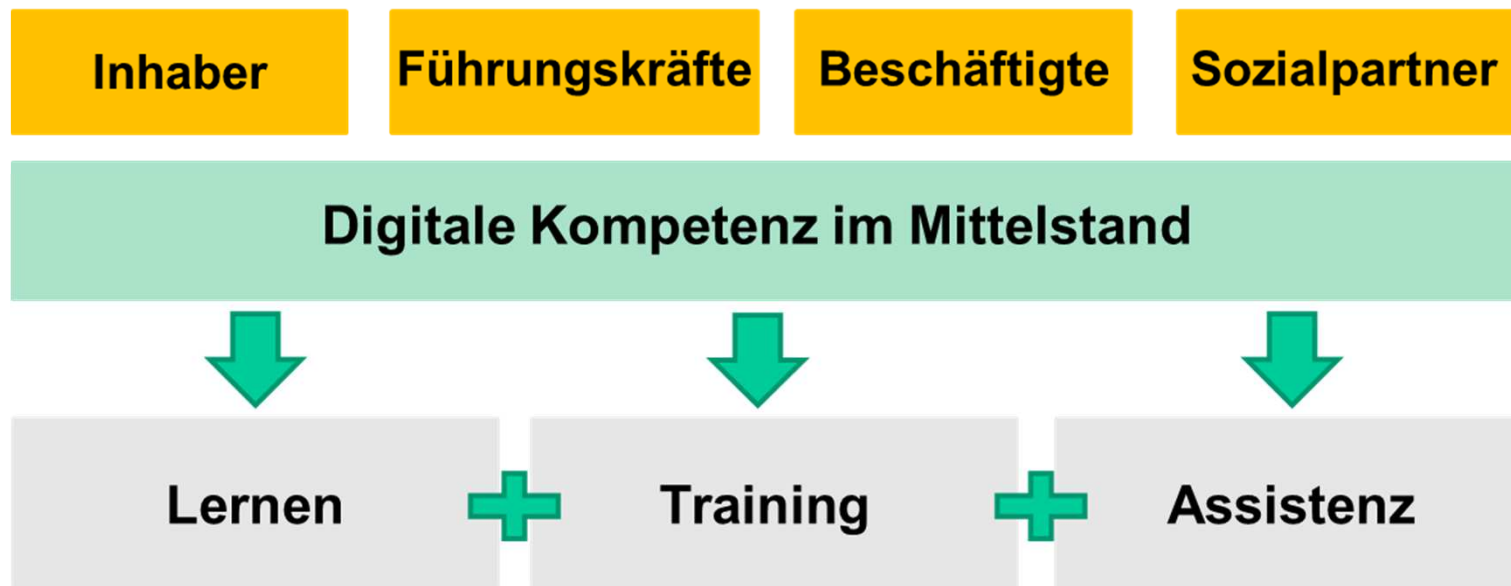 Inhaber
Führungskräfte
Beschäftigte
Sozialpartner
Digitale Kompetenz im Mittelstand
Lernen
Training
Assistenz